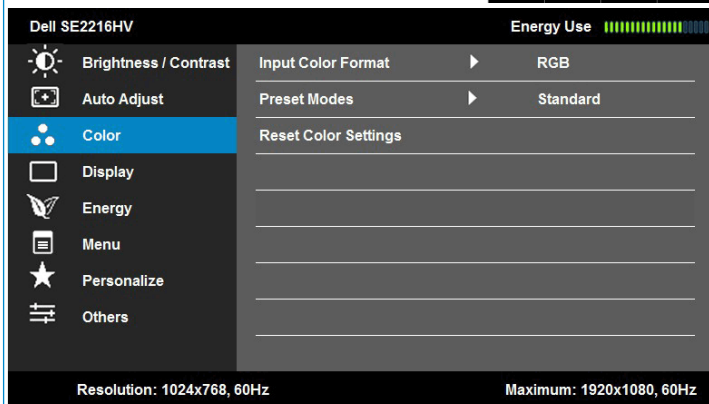 Dell SE2216HV Energy Use
Brightness / Contrast Input Color Format RGB
Auto Adjust Preset Modes Standard
Color Reset Color Settings
Display
Energy
Menu
Personalize
Others
Resolution: 1024x768, 60Hz Maximum: 1920x1080, 60Hz